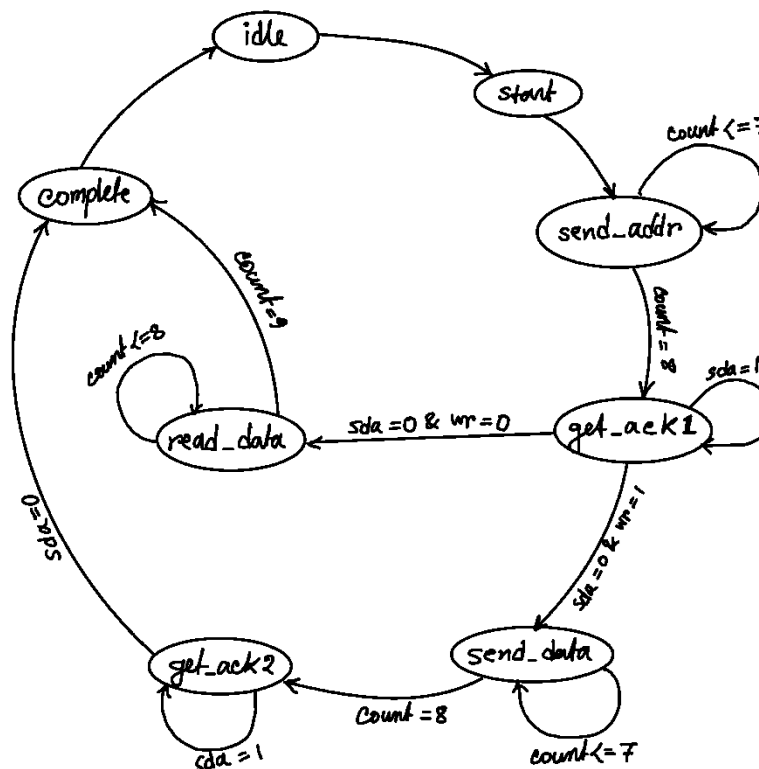 idle
start
count <= 7
send_addr
complete
count=9
count = 8
count <=8
sda=1
read_data
sda=0 & wr=0
get_ack1
sda=0
sda=0 & wr=1
get_ack2
send_data
Count = 8
sda = 1
count <= 7